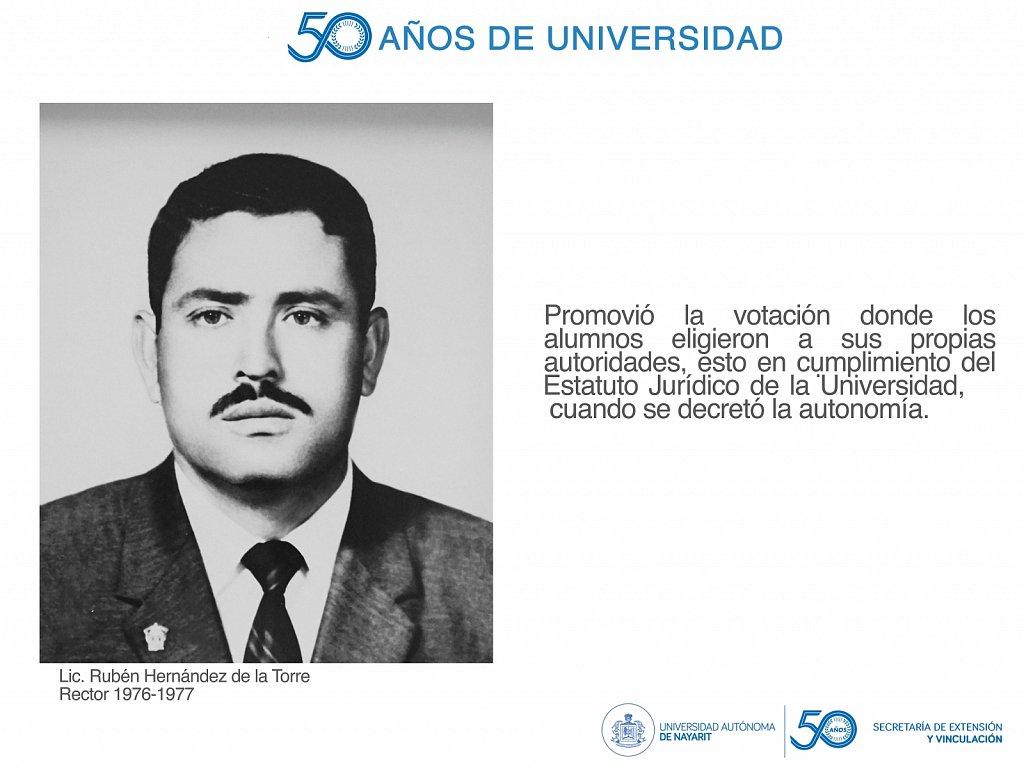 50 AÑOS DE UNIVERSIDAD
Promovió la votación donde los
alumnos eligieron a sus propias
autoridades, esto en cumplimiento del
Estatuto Jurídico de la Universidad,
cuando se decretó la autonomía.
Lic. Rubén Hernández de la Torre
Rector 1976-1977
UNIVERSIDAD AUTÓNOMA
DE NAYARIT
50 AÑOS
SECRETARÍA DE EXTENSIÓN
Y VINCULACIÓN